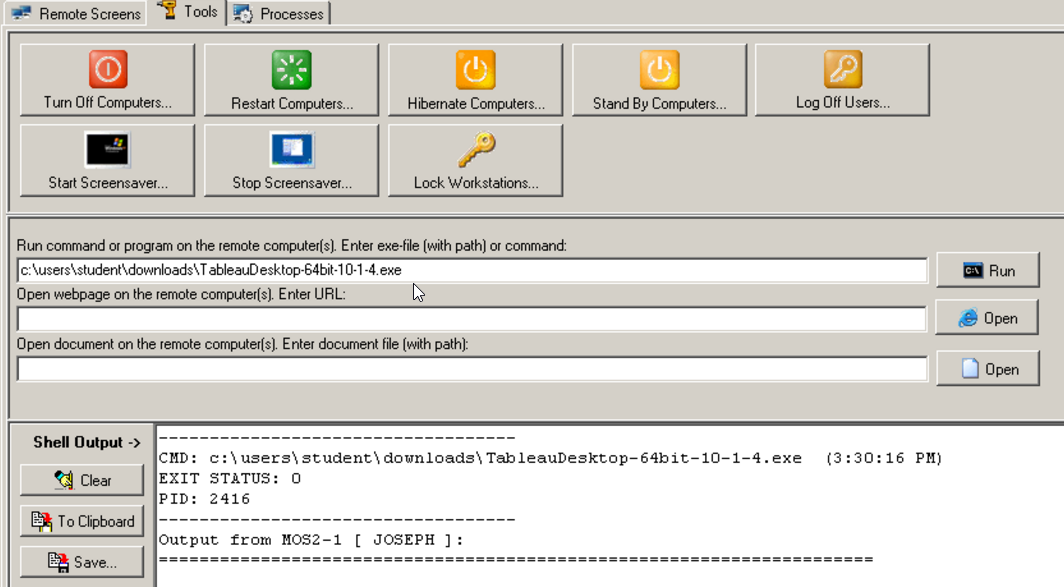 Remote Screens Tools Processes
Turn Off Computers... Restart Computers... Hibernate Computers... Stand By Computers... Log Off Users...
Start Screensaver... Stop Screensaver... Lock Workstations...
Run command or program on the remote computer(s). Enter exe-file (with path) or command:
c:\users\student\downloads\TableauDesktop-64bit-10-1-4.exe Run
Open webpage on the remote computer(s). Enter URL:
Open
Open document on the remote computer(s). Enter document file (with path):
Open
Shell Output ->
Clear
To Clipboard
Save...
-----------------------------------
CMD: c:\users\student\downloads\TableauDesktop-64bit-10-1-4.exe (3:30:16 PM)
EXIT STATUS: 0
PID: 2416
-----------------------------------
Output from MOS2-1 [ JOSEPH ]:
======================================================================